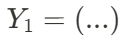 Y₁ = (...)